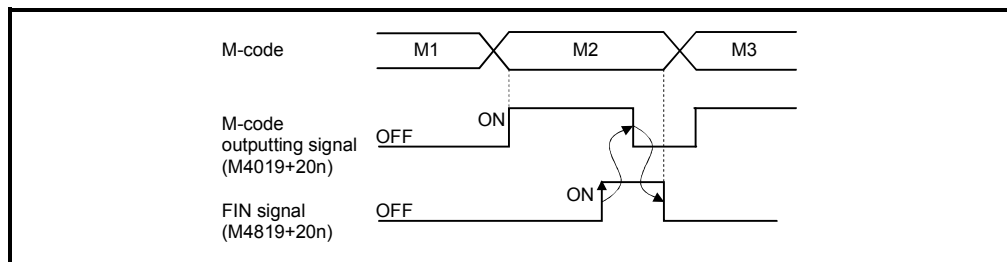 M-code
M1
M2
M3
M-code
outputting signal
(M4019+20n)
OFF
ON
FIN signal
(M4819+20n)
OFF
ON